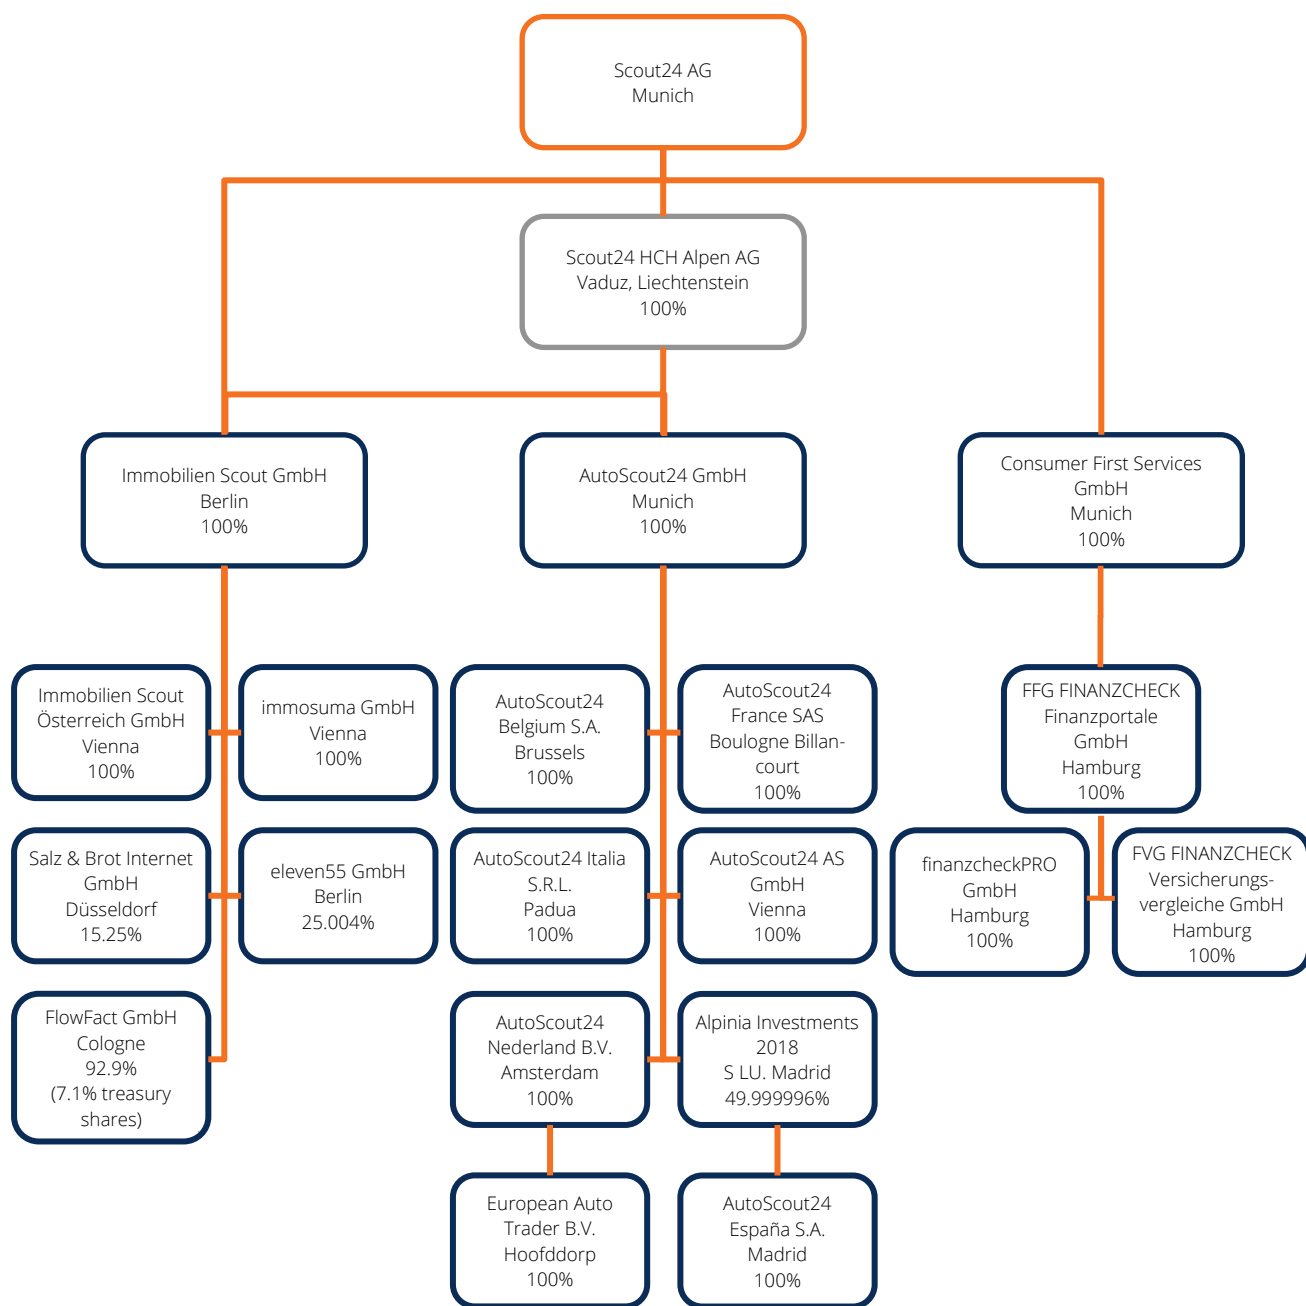 Scout24 AG
Munich
Scout24 HCH Alpen AG
Vaduz, Liechtenstein
100%
Immobilien Scout GmbH
Berlin
100%
AutoScout24 GmbH
Munich
100%
Consumer First Services
GmbH
Munich
100%
Immobilien Scout
Österreich GmbH
Vienna
100%
immosuma GmbH
Vienna
100%
AutoScout24
Belgium S.A.
Brussels
100%
AutoScout24
France SAS
Boulogne Billan-
court
100%
FFG FINANZCHECK
Finanzportale
GmbH
Hamburg
100%
Salz & Brot Internet
GmbH
Düsseldorf
15.25%
eleven55 GmbH
Berlin
25.004%
AutoScout24 Italia
S.R.L.
Padua
100%
AutoScout24 AS
GmbH
Vienna
100%
finanzcheckPRO
GmbH
Hamburg
100%
FVG FINANZCHECK
Versicherungs-
vergleiche GmbH
Hamburg
100%
FlowFact GmbH
Cologne
92.9%
(7.1% treasury
shares)
AutoScout24
Nederland B.V.
Amsterdam
100%
Alpinia Investments
2018
S LU. Madrid
49.999996%
European Auto
Trader B.V.
Hoofddorp
100%
AutoScout24
España S.A.
Madrid
100%